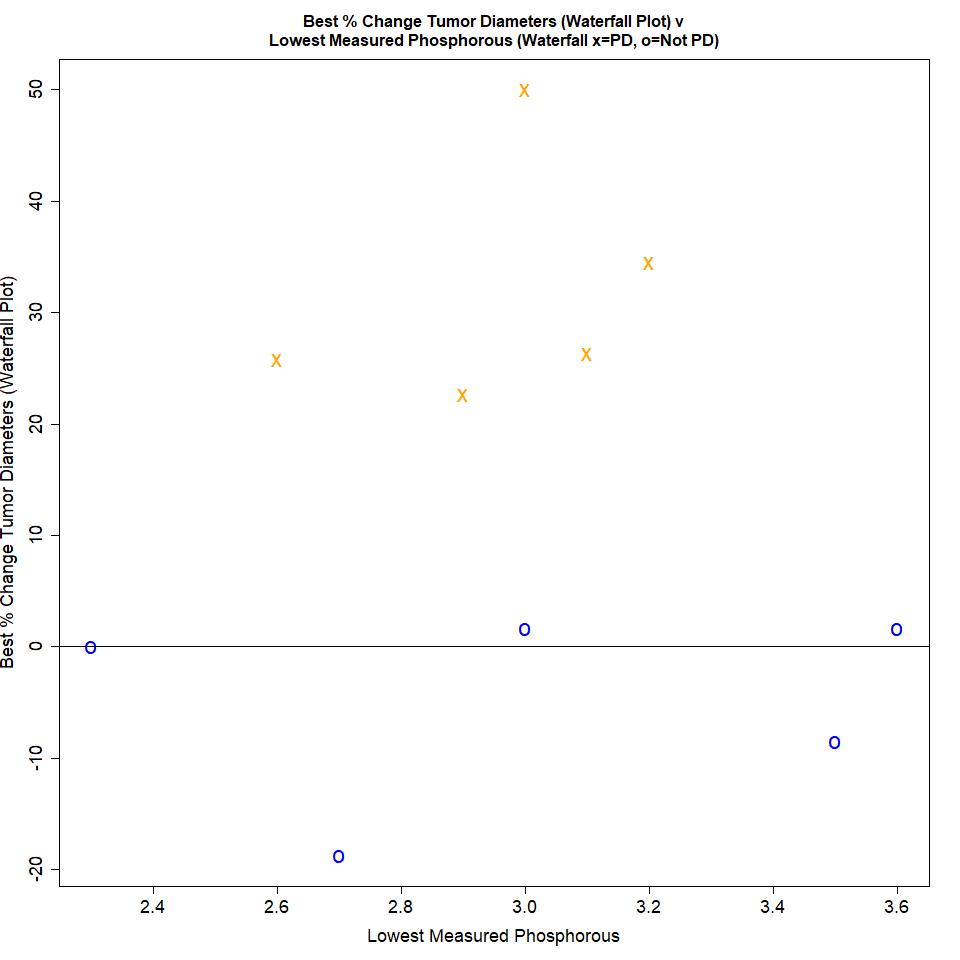 Best % Change Tumor Diameters (Waterfall Plot) v
Lowest Measured Phosphorous (Waterfall x=PD, o=Not PD)
Best % Change Tumor Diameters (Waterfall Plot)
50
40
30
20
10
0
-10
-20
X
X
X
X
X
O
O
O
O
O
2.4
2.6
2.8
3.0
3.2
3.4
3.6
Lowest Measured Phosphorous